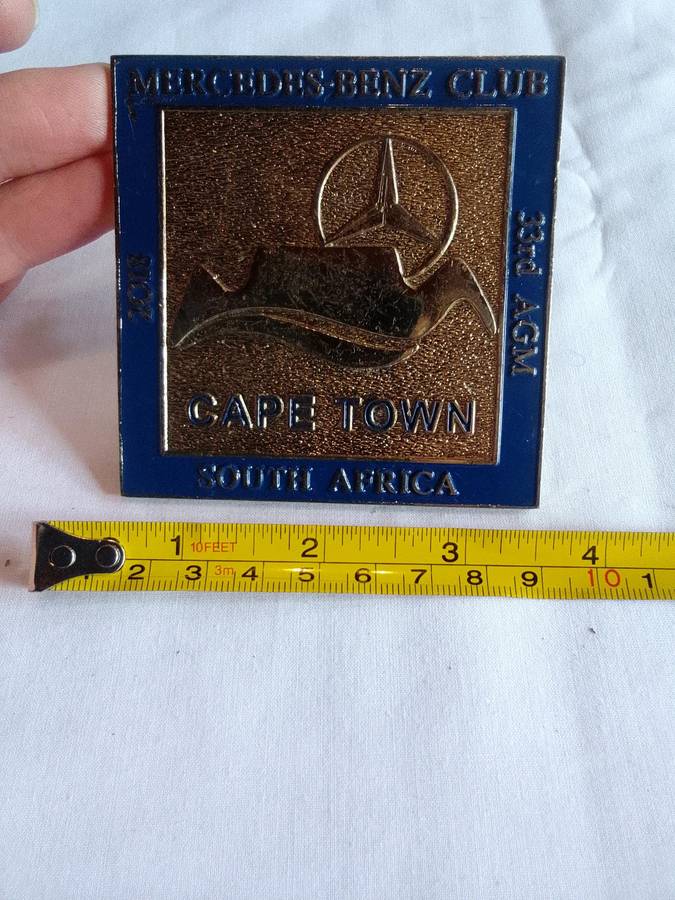 MERCEDES-BENZ CLUB
2018
33rd AGM
CAPE TOWN
SOUTH AFRICA
1 10FEET 2 3 4
2 3 3m 4 5 6 7 8 9 10 1